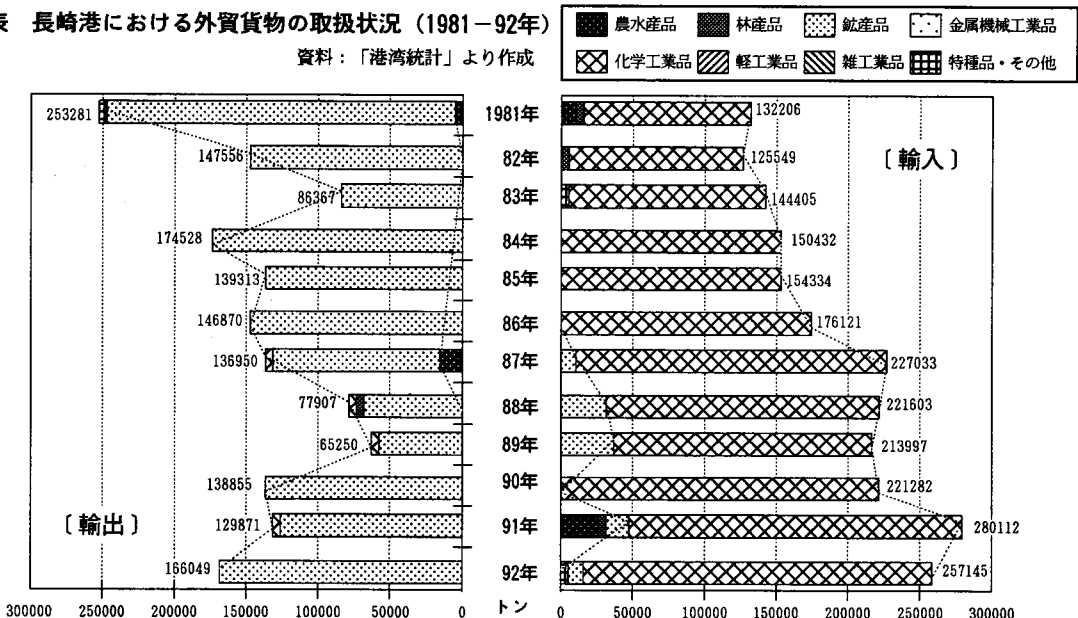 表 長崎港における外貿貨物の取扱状況（1981－92年）
資料：「港湾統計」より作成
農水産品 林産品 鉱産品 金属機械工業品
化学工業品 軽工業品 雑工業品 特種品・その他
253281 1981年 132206
147556 82年 125549 〔輸入〕
86367 83年 144405
174528 84年 150432
139313 85年 154334
146870 86年 176121
136950 87年 227033
77907 88年 221603
65250 89年 213997
138855 90年 221282
〔輸出〕 129871 91年 280112
166049 92年 257145
300000 250000 200000 150000 100000 50000 0 トン 0 50000 100000 150000 200000 250000 300000